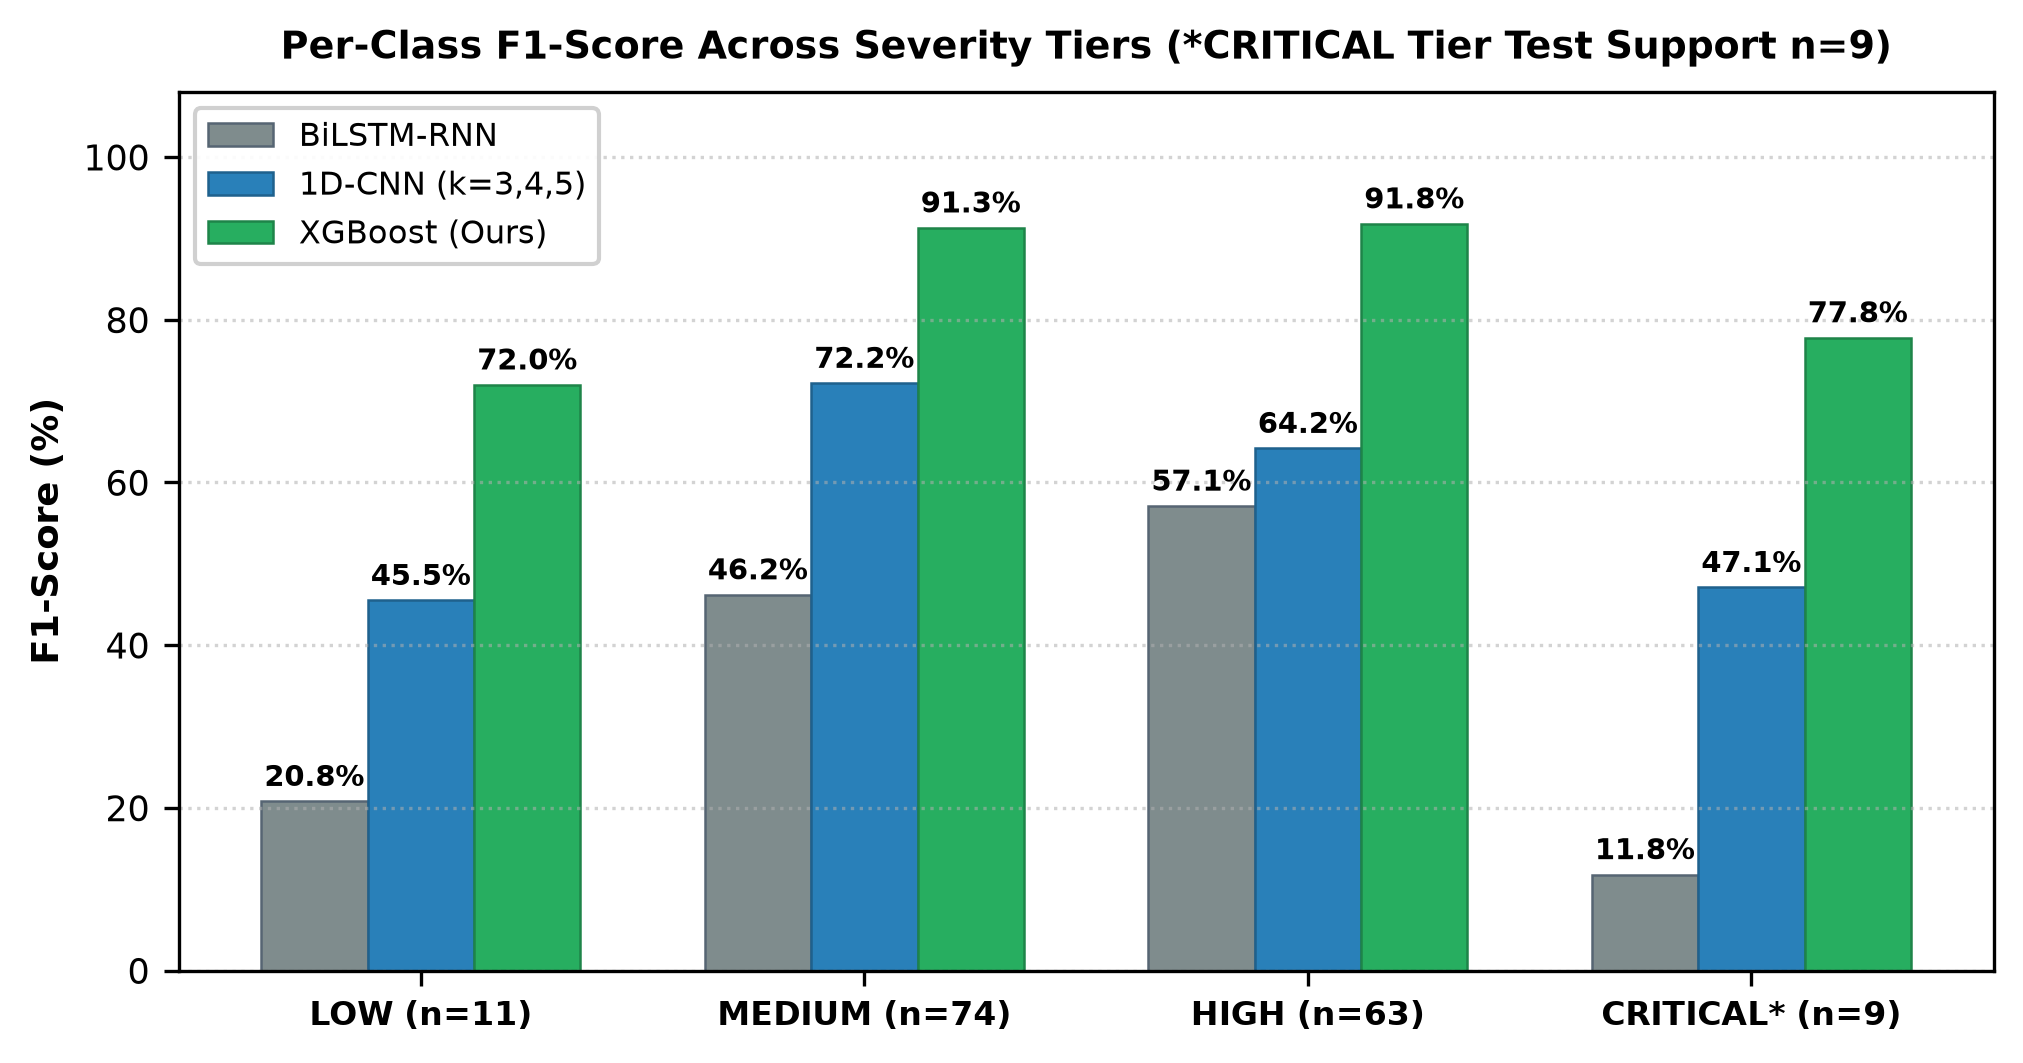 Per-Class F1-Score Across Severity Tiers (*CRITICAL Tier Test Support n=9)
BiLSTM-RNN
1D-CNN (k=3,4,5)
XGBoost (Ours)
F1-Score (%)
100
80
60
40
20
0
20.8%
45.5%
72.0%
46.2%
72.2%
91.3%
57.1%
64.2%
91.8%
11.8%
47.1%
77.8%
LOW (n=11)
MEDIUM (n=74)
HIGH (n=63)
CRITICAL* (n=9)